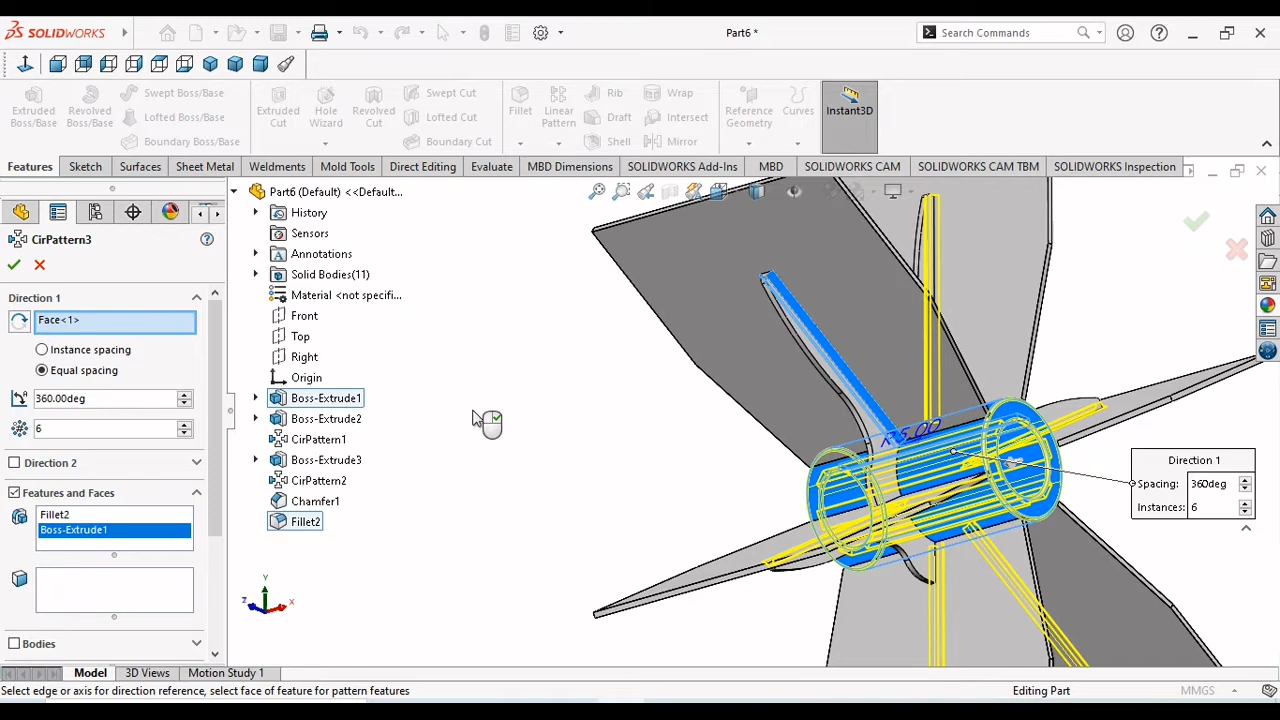 SOLIDWORKS
Part6 *
Search Commands
Extruded Boss/Base
Revolved Boss/Base
Swept Boss/Base
Lofted Boss/Base
Boundary Boss/Base
Extruded Cut
Hole Wizard
Revolved Cut
Swept Cut
Lofted Cut
Boundary Cut
Fillet
Linear Pattern
Rib
Draft
Shell
Wrap
Intersect
Mirror
Reference Geometry
Curves
Instant3D
Features Sketch Surfaces Sheet Metal Weldments Mold Tools Direct Editing Evaluate MBD Dimensions SOLIDWORKS Add-Ins MBD SOLIDWORKS CAM SOLIDWORKS CAM TBM SOLIDWORKS Inspection
CirPattern3
Direction 1
Face<1>
Instance spacing
Equal spacing
360.00deg
6
Direction 2
Features and Faces
Fillet2
Boss-Extrude1
Bodies
Part6 (Default) <<Default...
History
Sensors
Annotations
Solid Bodies(11)
Material <not specifi...
Front
Top
Right
Origin
Boss-Extrude1
Boss-Extrude2
CirPattern1
Boss-Extrude3
CirPattern2
Chamfer1
Fillet2
R5.00
Direction 1
Spacing: 360deg
Instances: 6
Y
X
Z
Model 3D Views Motion Study 1
Select edge or axis for direction reference, select face of feature for pattern features
Editing Part
MMGS